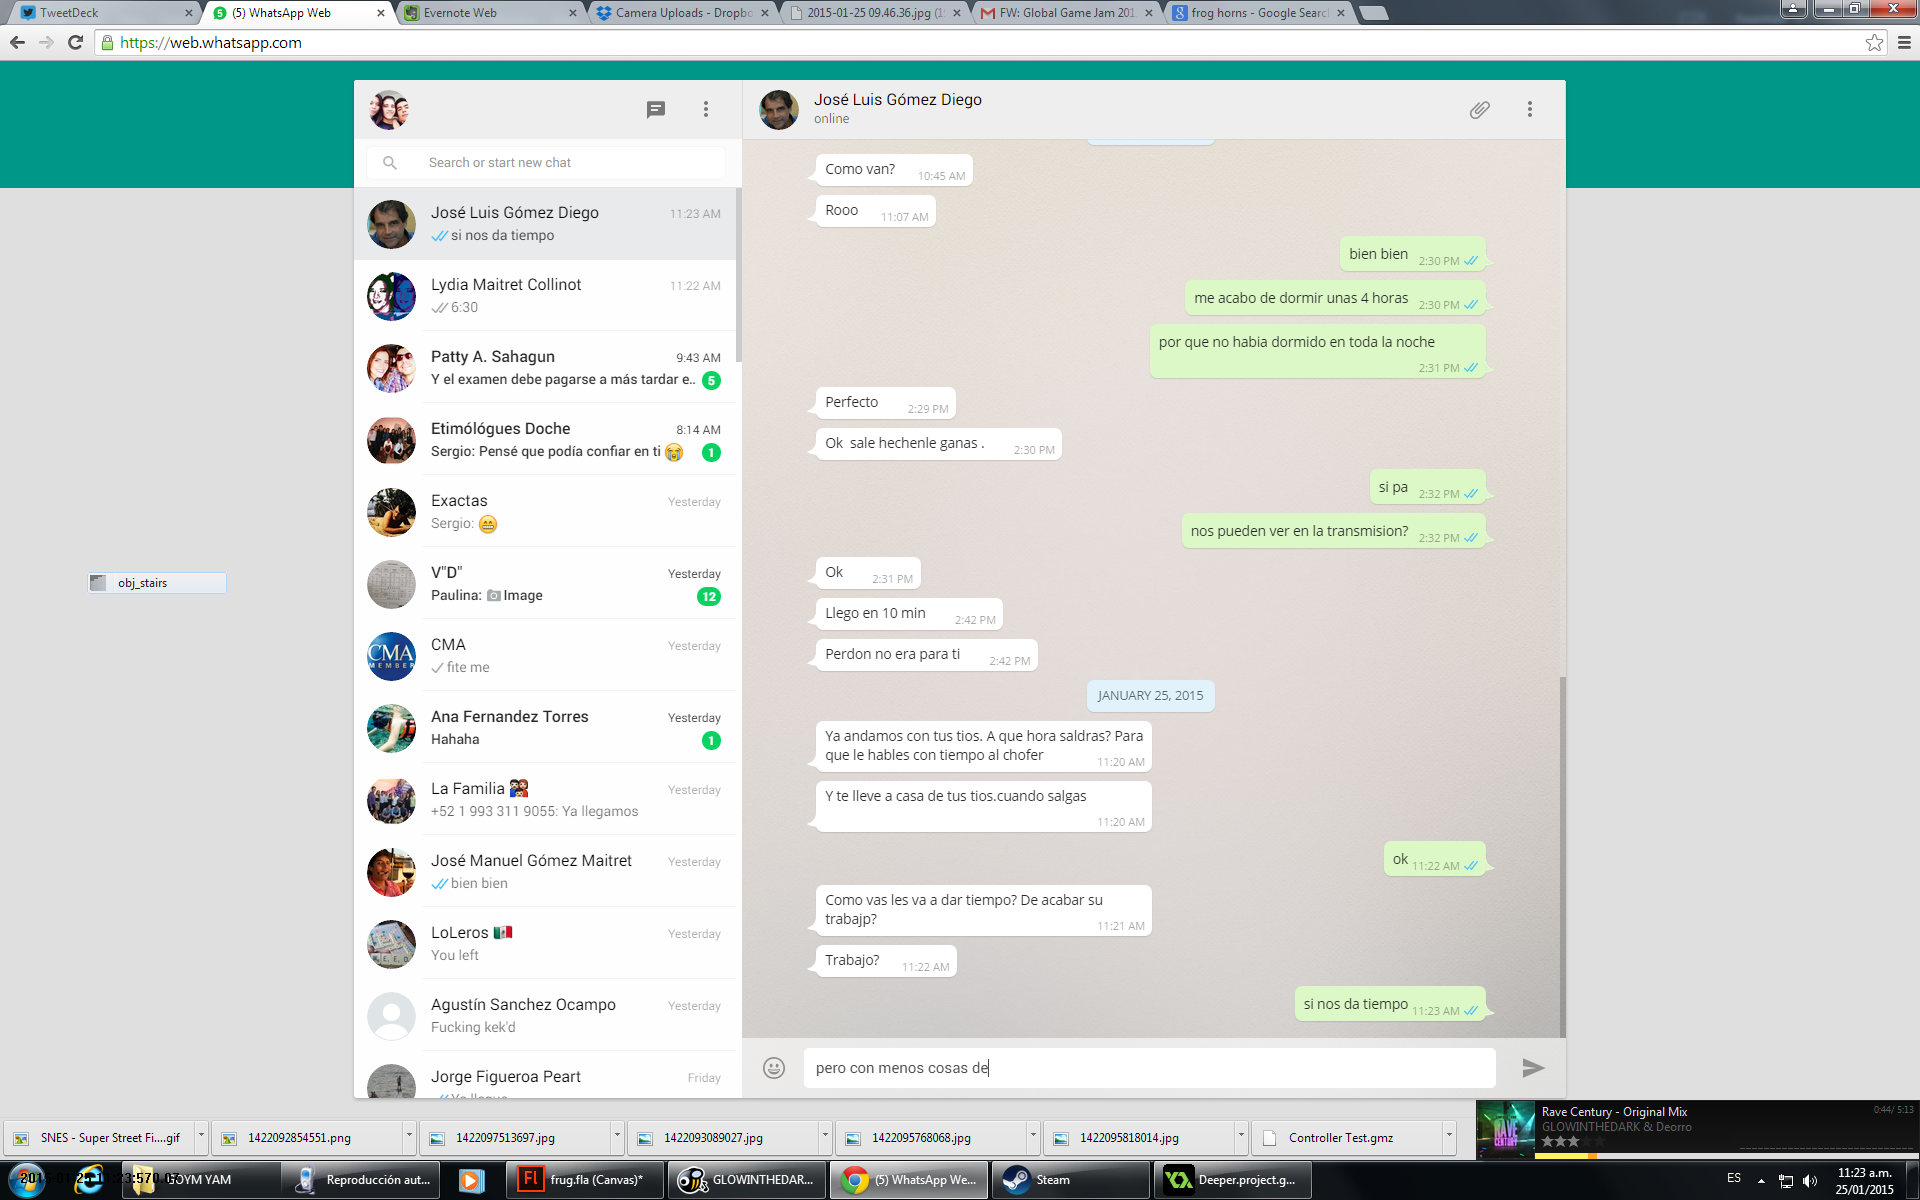 TweetDeck
(5) WhatsApp Web
Evernote Web
Camera Uploads - Dropbo
2015-01-25 09.46.36.jpg (1
FW: Global Game Jam 201
frog horns - Google Searc
https://web.whatsapp.com
José Luis Gómez Diego
online
Search or start new chat
José Luis Gómez Diego
11:23 AM
si nos da tiempo
Lydia Maitret Collinot
11:22 AM
6:30
Patty A. Sahagun
9:43 AM
Y el examen debe pagarse a más tardar e..
5
Etimólógues Doche
8:14 AM
Sergio: Pensé que podía confiar en ti 😭
1
Exactas
Yesterday
Sergio: 😁
V"D"
Yesterday
Paulina: Image
12
CMA
Yesterday
fite me
Ana Fernandez Torres
Yesterday
Hahaha
1
La Familia
Yesterday
+52 1 993 311 9055: Ya llegamos
José Manuel Gómez Maitret
Yesterday
bien bien
LoLeros 🇲🇽
Yesterday
You left
Agustín Sanchez Ocampo
Yesterday
Fucking kek'd
Jorge Figueroa Peart
Friday
CMA
MEMBER
obj_stairs
Como van?
10:45 AM
Rooo
11:07 AM
bien bien
2:30 PM
me acabo de dormir unas 4 horas
2:30 PM
por que no habia dormido en toda la noche
2:31 PM
Perfecto
2:29 PM
Ok  sale hechenle ganas .
2:30 PM
si pa
2:32 PM
nos pueden ver en la transmision?
2:32 PM
Ok
2:31 PM
Llego en 10 min
2:42 PM
Perdon no era para ti
2:42 PM
JANUARY 25, 2015
Ya andamos con tus tios. A que hora saldras? Para
que le hables con tiempo al chofer
11:20 AM
Y te lleve a casa de tus tios.cuando salgas
11:20 AM
ok
11:22 AM
Como vas les va a dar tiempo? De acabar su
trabajp?
11:21 AM
Trabajo?
11:22 AM
si nos da tiempo
11:23 AM
pero con menos cosas de
Rave Century - Original Mix
0:44/ 5:13
GLOWINTHEDARK & Deorro
RAVE
CENTURY
SNES - Super Street Fi....gif
1422092854551.png
1422097513697.jpg
1422093089027.jpg
1422095768068.jpg
1422095818014.jpg
Controller Test.gmz
YAM
Reproducción aut...
Fl
frug.fla (Canvas)*
GLOWINTHEDAR...
(5) WhatsApp We...
Steam
Deeper.project.g...
ES
11:23 a.m.
25/01/2015